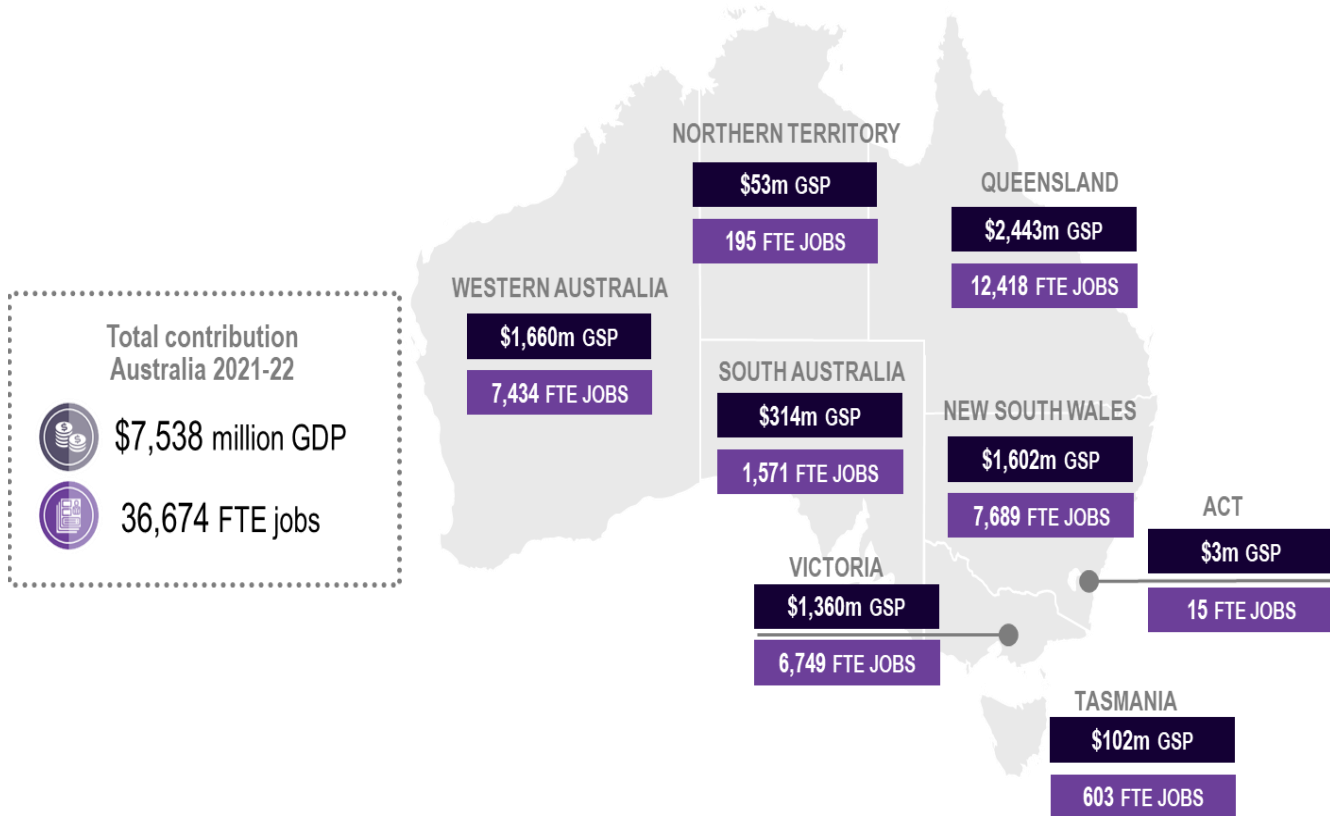 NORTHERN TERRITORY
$53m GSP
195 FTE JOBS
QUEENSLAND
$2,443m GSP
12,418 FTE JOBS
WESTERN AUSTRALIA
$1,660m GSP
7,434 FTE JOBS
Total contribution
Australia 2021-22
$7,538 million GDP
36,674 FTE jobs
SOUTH AUSTRALIA
$314m GSP
1,571 FTE JOBS
NEW SOUTH WALES
$1,602m GSP
7,689 FTE JOBS
ACT
$3m GSP
15 FTE JOBS
VICTORIA
$1,360m GSP
6,749 FTE JOBS
TASMANIA
$102m GSP
603 FTE JOBS